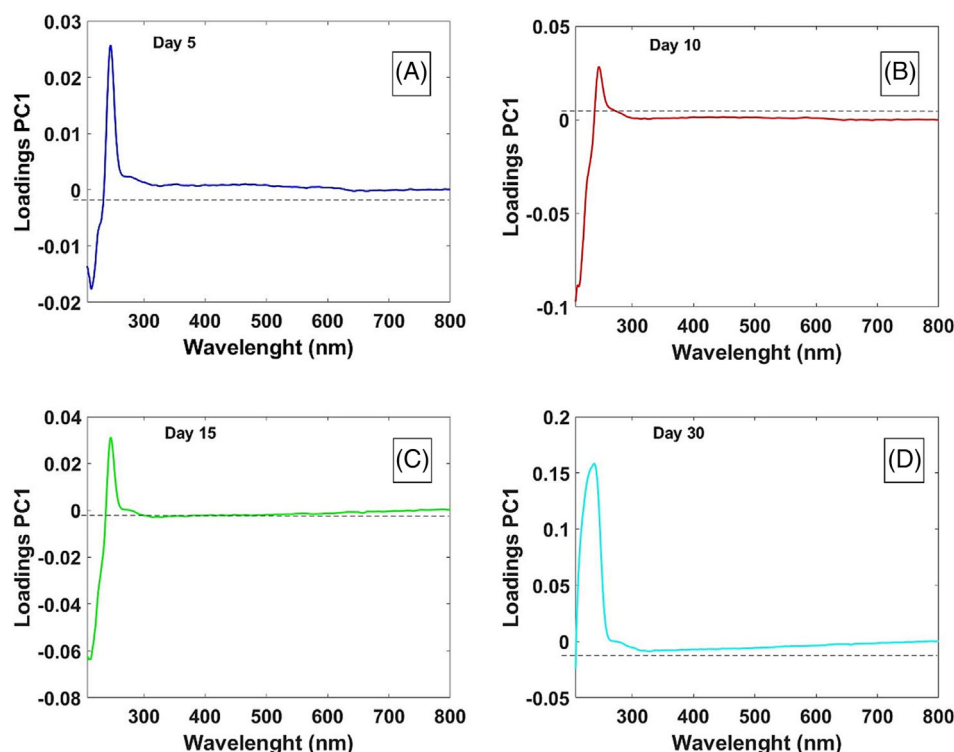 0.03
0.02
0.01
0
-0.01
-0.02
Loadings PC1
Day 5
(A)
300 400 500 600 700 800
Wavelenght (nm)
0.05
0
-0.05
-0.1
Loadings PC1
Day 10
(B)
300 400 500 600 700 800
Wavelenght (nm)
0.04
0.02
0
-0.02
-0.04
-0.06
-0.08
Loadings PC1
Day 15
(C)
300 400 500 600 700 800
Wavelenght (nm)
0.2
0.15
0.1
0.05
0
-0.05
Loadings PC1
Day 30
(D)
300 400 500 600 700 800
Wavelenght (nm)